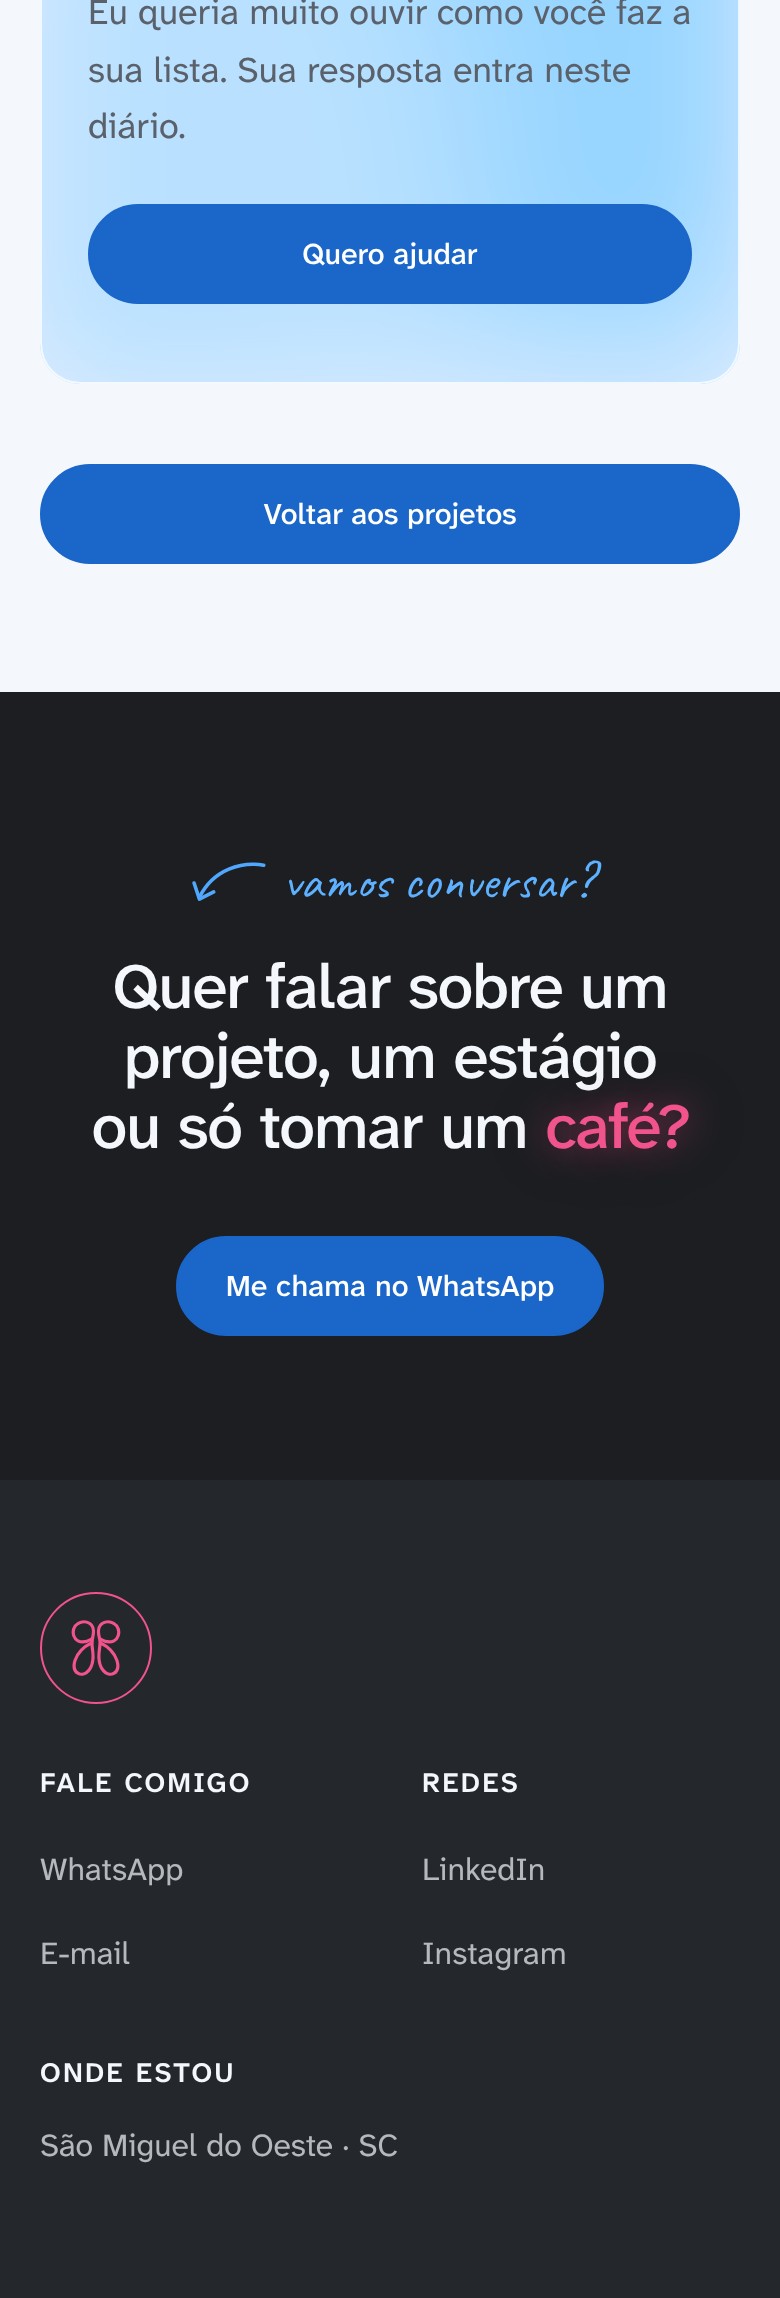 Eu queria muito ouvir como você faz a
sua lista. Sua resposta entra neste
diário.
Quero ajudar
Voltar aos projetos
vamos conversar?
Quer falar sobre um
projeto, um estágio
ou só tomar um café?
Me chama no WhatsApp
FALE COMIGO
WhatsApp
E-mail
REDES
LinkedIn
Instagram
ONDE ESTOU
São Miguel do Oeste · SC